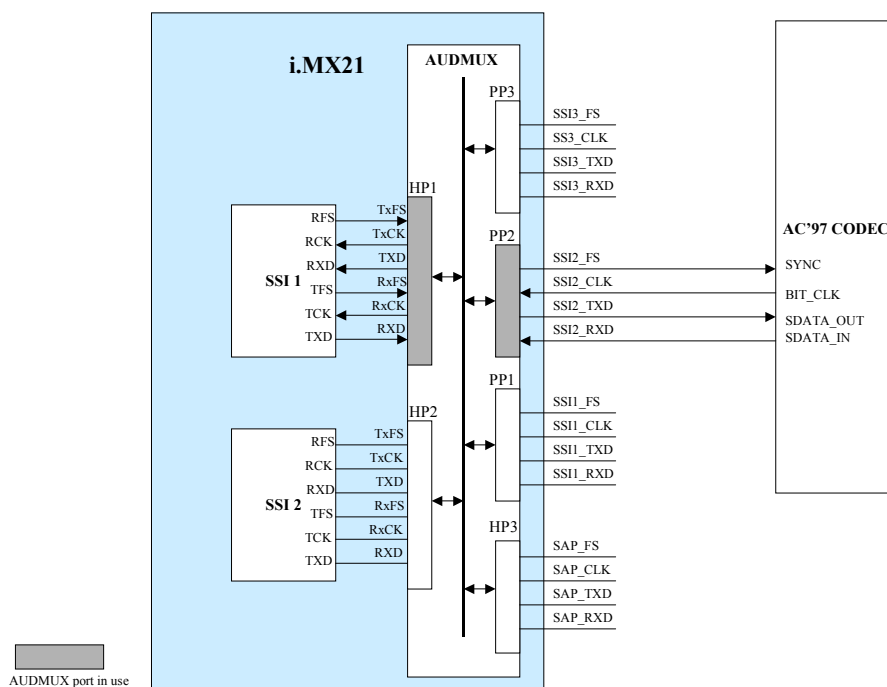 i.MX21
AUDMUX
PP3
SSI3_FS
SS3_CLK
SSI3_TXD
SSI3_RXD
HP1
RFS
TxFS
RCK
TxCK
RXD
TXD
SSI 1
TFS
RxFS
TCK
RxCK
TXD
RXD
PP2
SSI2_FS
SSI2_CLK
SSI2_TXD
SSI2_RXD
AC'97 CODEC
SYNC
BIT_CLK
SDATA_OUT
SDATA_IN
PP1
SSI1_FS
SSI1_CLK
SSI1_TXD
SSI1_RXD
HP2
RFS
TxFS
RCK
TxCK
RXD
TXD
SSI 2
TFS
RxFS
TCK
RxCK
TXD
RXD
HP3
SAP_FS
SAP_CLK
SAP_TXD
SAP_RXD
AUDMUX port in use